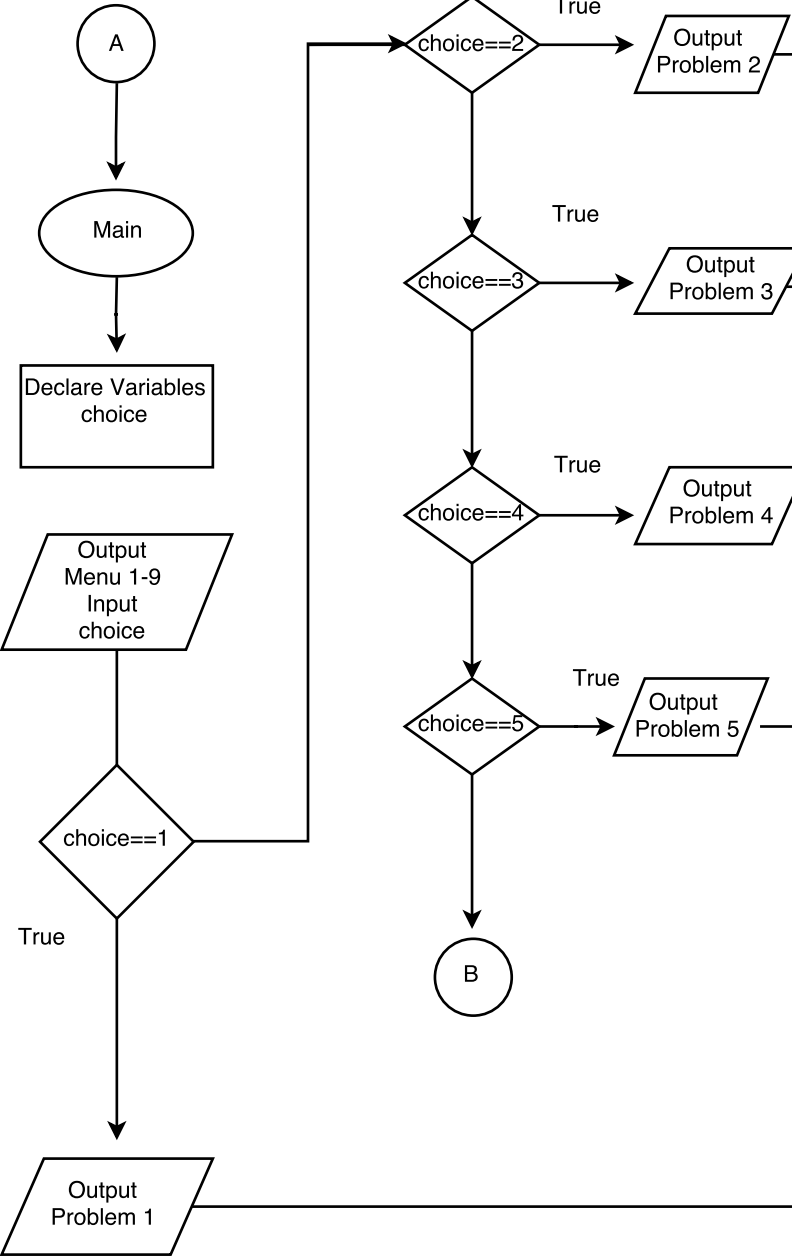 A
Main
Declare Variables
choice
Output
Menu 1-9
Input
choice
choice==1
True
Output
Problem 1
choice==2
True
Output
Problem 2
choice==3
True
Output
Problem 3
choice==4
True
Output
Problem 4
choice==5
True
Output
Problem 5
B